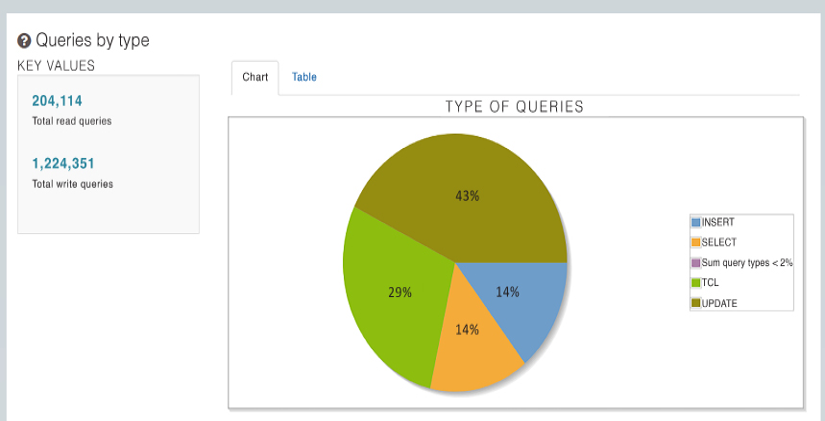 Queries by type
KEY VALUES
204,114
Total read queries
1,224,351
Total write queries
Chart
Table
TYPE OF QUERIES
43%
29%
14%
14%
INSERT
SELECT
Sum query types < 2%
TCL
UPDATE